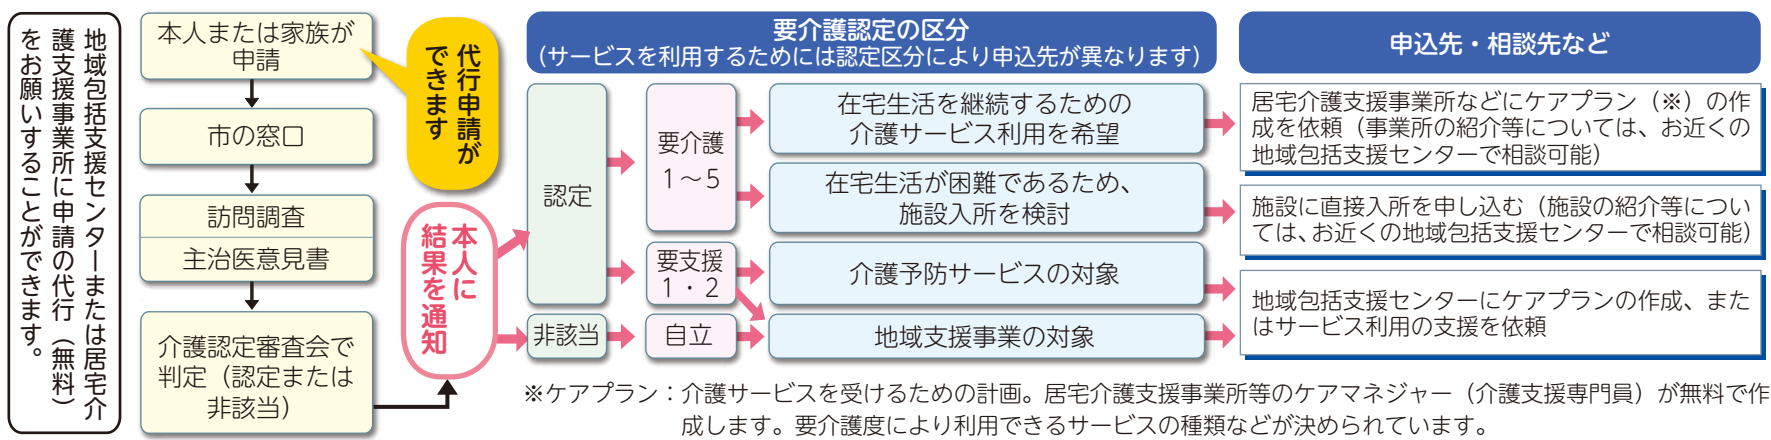 地域包括支援センターまたは居宅介
護支援事業所に申請の代行（無料）
をお願いすることができます。
本人または家族が
申請
代行申請が
できます
市の窓口
訪問調査
主治医意見書
介護認定審査会で
判定（認定または
非該当）
本人に
結果を通知
要介護認定の区分
（サービスを利用するためには認定区分により申込先が異なります）
申込先・相談先など
認定
要介護
1～5
在宅生活を継続するための
介護サービス利用を希望
居宅介護支援事業所などにケアプラン（※）の作
成を依頼（事業所の紹介等については、お近くの
地域包括支援センターで相談可能）
在宅生活が困難であるため、
施設入所を検討
施設に直接入所を申し込む（施設の紹介等につい
ては、お近くの地域包括支援センターで相談可能）
要支援
1・2
介護予防サービスの対象
地域包括支援センターにケアプランの作成、また
はサービス利用の支援を依頼
非該当
自立
地域支援事業の対象
※ケアプラン：介護サービスを受けるための計画。居宅介護支援事業所等のケアマネジャー（介護支援専門員）が無料で作
成します。要介護度により利用できるサービスの種類などが決められています。